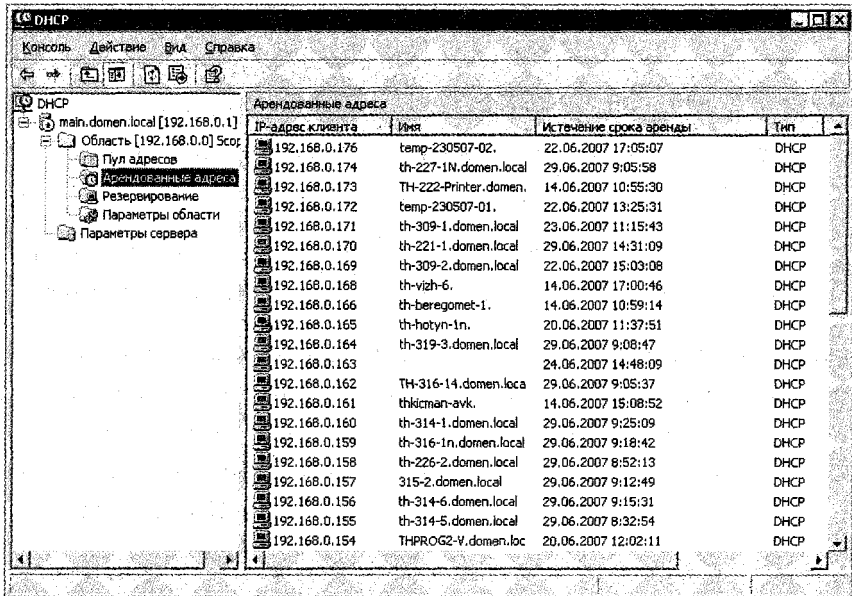 DHCP
Консоль Действие Вид Справка
DHCP
main.domen.local [192.168.0.1]
Область [192.168.0.0] Scop
Пул адресов
Арендованные адреса
Резервирование
Параметры области
Параметры сервера
Арендованные адреса
IP-адрес клиента Имя Истечение срока аренды Тип
192.168.0.176 temp-230507-02. 22.06.2007 17:05:07 DHCP
192.168.0.174 th-227-1N.domen.local 29.06.2007 9:05:58 DHCP
192.168.0.173 TH-222-Printer.domen. 14.06.2007 10:55:30 DHCP
192.168.0.172 temp-230507-01. 22.06.2007 13:25:31 DHCP
192.168.0.171 th-309-1.domen.local 23.06.2007 11:15:43 DHCP
192.168.0.170 th-221-1.domen.local 29.06.2007 14:31:09 DHCP
192.168.0.169 th-309-2.domen.local 22.06.2007 15:03:08 DHCP
192.168.0.168 th-vizh-6. 14.06.2007 17:00:46 DHCP
192.168.0.166 th-beregomet-1. 14.06.2007 10:59:14 DHCP
192.168.0.165 th-hotyn-1n. 20.06.2007 11:37:51 DHCP
192.168.0.164 th-319-3.domen.local 29.06.2007 9:08:47 DHCP
192.168.0.163 24.06.2007 14:48:09 DHCP
192.168.0.162 TH-316-14.domen.loca 29.06.2007 9:05:37 DHCP
192.168.0.161 thkicman-avk. 14.06.2007 15:08:52 DHCP
192.168.0.160 th-314-1.domen.local 29.06.2007 9:25:09 DHCP
192.168.0.159 th-316-1n.domen.local 29.06.2007 9:18:42 DHCP
192.168.0.158 th-226-2.domen.local 29.06.2007 8:52:13 DHCP
192.168.0.157 315-2.domen.local 29.06.2007 9:12:49 DHCP
192.168.0.156 th-314-6.domen.local 29.06.2007 9:15:31 DHCP
192.168.0.155 th-314-5.domen.local 29.06.2007 8:32:54 DHCP
192.168.0.154 THPROG2-V.domen.loc 20.06.2007 12:02:11 DHCP